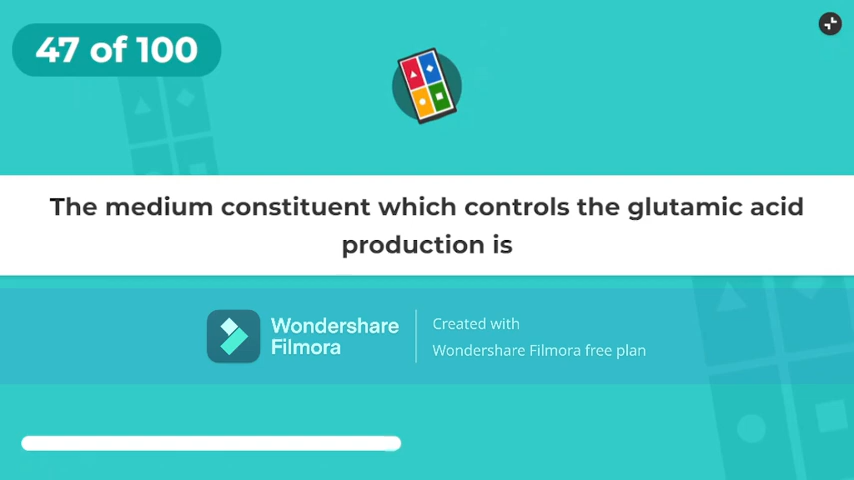 47 of 100
The medium constituent which controls the glutamic acid
production is
Wondershare
Filmora
Created with
Wondershare Filmora free plan